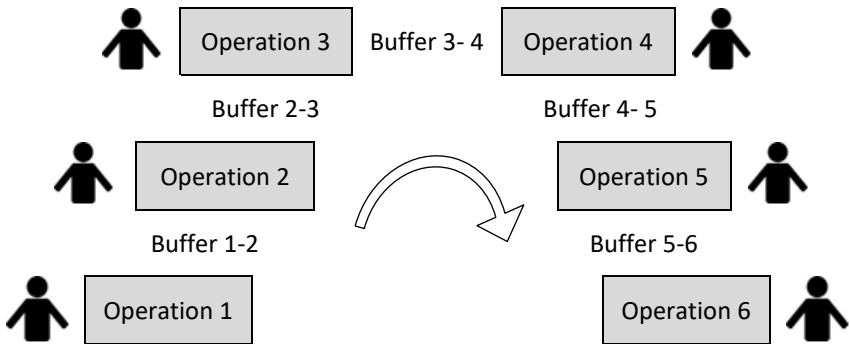 Operation 3 Buffer 3- 4 Operation 4
Buffer 2-3 Buffer 4- 5
Operation 2 Operation 5
Buffer 1-2 Buffer 5-6
Operation 1 Operation 6